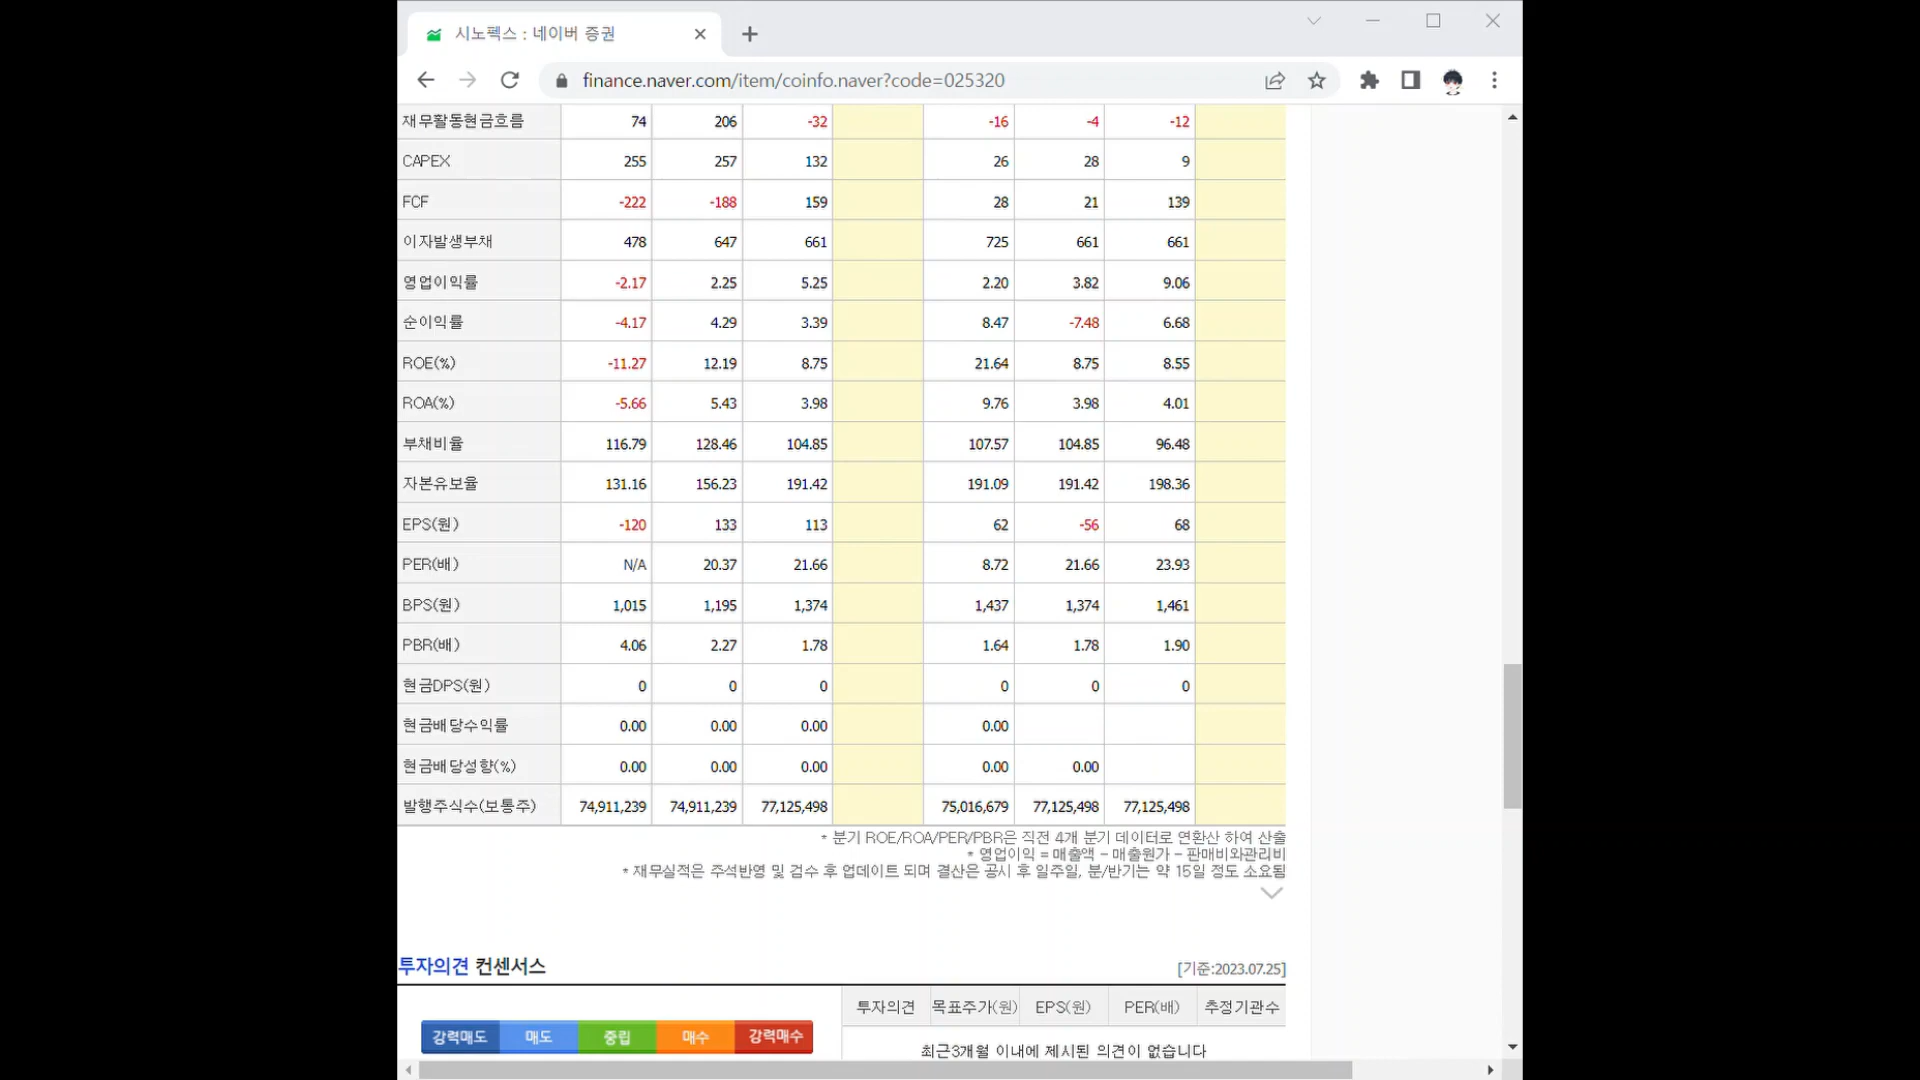 시노펙스 : 네이버 증권
finance.naver.com/item/coinfo.naver?code=025320
재무활동현금흐름 74 206 -32 -16 -4 -12
CAPEX 255 257 132 26 28 9
FCF -222 -188 159 28 21 139
이자발생부채 478 647 661 725 661 661
영업이익률 -2.17 2.25 5.25 2.20 3.82 9.06
순이익률 -4.17 4.29 3.39 8.47 -7.48 6.68
ROE(%) -11.27 12.19 8.75 21.64 8.75 8.55
ROA(%) -5.66 5.43 3.98 9.76 3.98 4.01
부채비율 116.79 128.46 104.85 107.57 104.85 96.48
자본유보율 131.16 156.23 191.42 191.09 191.42 198.36
EPS(원) -120 133 113 62 -56 68
PER(배) N/A 20.37 21.66 8.72 21.66 23.93
BPS(원) 1,015 1,195 1,374 1,437 1,374 1,461
PBR(배) 4.06 2.27 1.78 1.64 1.78 1.90
현금DPS(원) 0 0 0 0 0 0
현금배당수익률 0.00 0.00 0.00 0.00
현금배당성향(%) 0.00 0.00 0.00 0.00 0.00
발행주식수(보통주) 74,911,239 74,911,239 77,125,498 75,016,679 77,125,498 77,125,498
* 분기 ROE/ROA/PER/PBR은 직전 4개 분기 데이터로 연환산 하여 산출
* 영업이익 = 매출액 - 매출원가 - 판매비와관리비
* 재무실적은 주석반영 및 검수 후 업데이트 되며 결산은 공시 후 일주일, 분/반기는 약 15일 정도 소요됨
투자의견 컨센서스 [기준:2023.07.25]
투자의견 목표주가(원) EPS(원) PER(배) 추정기관수
강력매도 매도 중립 매수 강력매수
최근3개월 이내에 제시된 의견이 없습니다